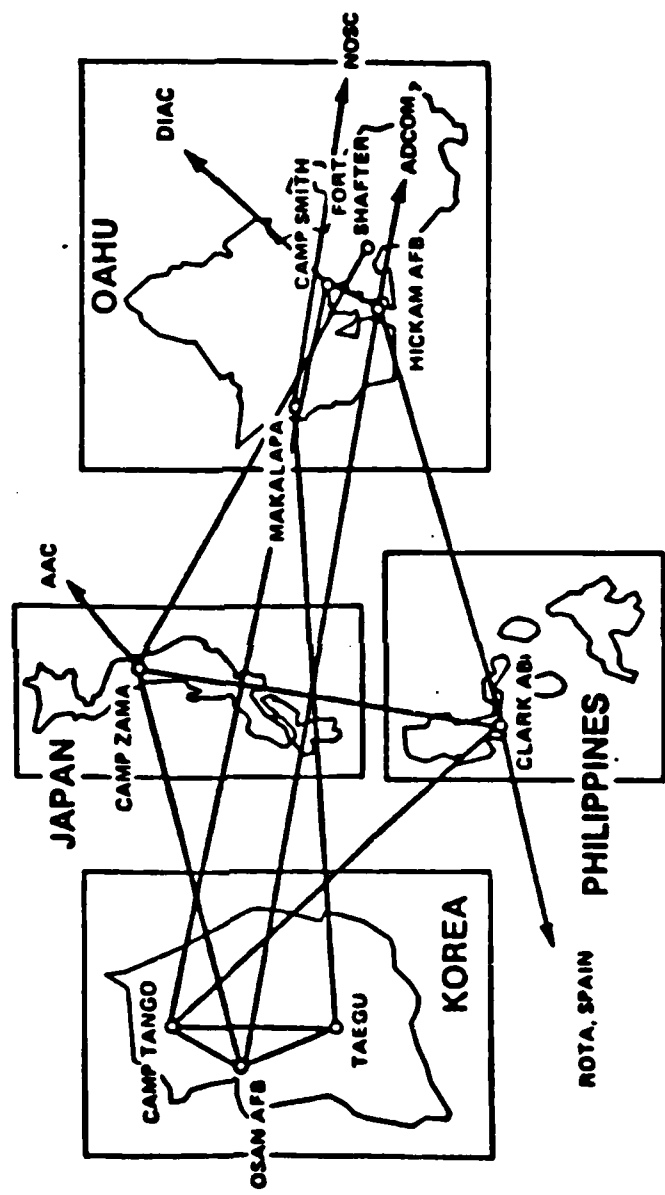 KOREA
CAMP TANGO
OSAN AFB
TAEGU
JAPAN
CAMP ZAMA
AAC
PHILIPPINES
CLARK AB
ROTA, SPAIN
OAHU
DIAC
CAMP SMITH
FORT
SHAFTER
NOSC
ADCOM
HICKAM AFB
MAKALAPA